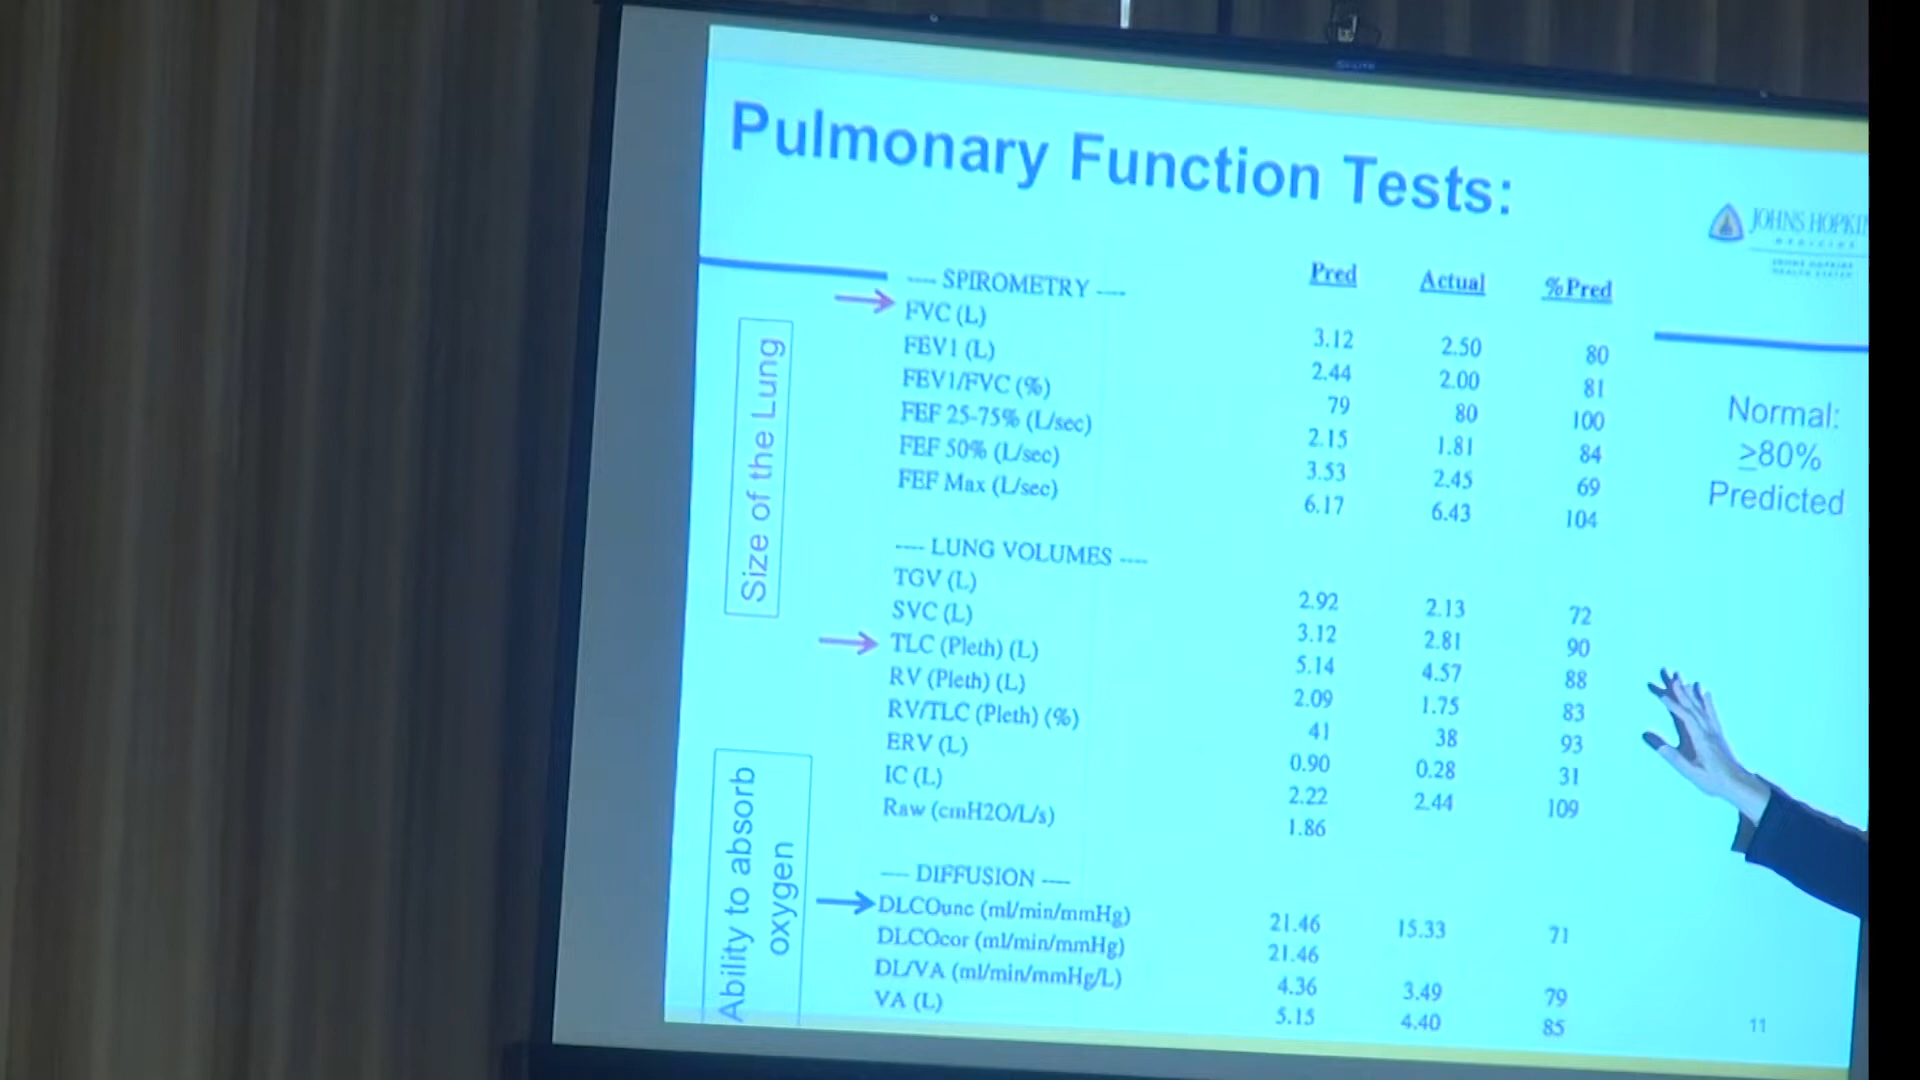 Pulmonary Function Tests:
JOHNS HOPKI
MEDICINE
Pred Actual %Pred
---- SPIROMETRY ----
FVC (L) 3.12 2.50 80
FEV1 (L) 2.44 2.00 81
FEV1/FVC (%) 79 80 100
FEF 25-75% (L/sec) 2.15 1.81 84
FEF 50% (L/sec) 3.53 2.45 69
FEF Max (L/sec) 6.17 6.43 104
---- LUNG VOLUMES ----
TGV (L) 2.92 2.13 72
SVC (L) 3.12 2.81 90
TLC (Pleth) (L) 5.14 4.57 88
RV (Pleth) (L) 2.09 1.75 83
RV/TLC (Pleth) (%) 41 38 93
ERV (L) 0.90 0.28 31
IC (L) 2.22 2.44 109
Raw (cmH2O/L/s) 1.86
---- DIFFUSION ----
DLCOunc (ml/min/mmHg) 21.46 15.33 71
DLCOcor (ml/min/mmHg) 21.46
DL/VA (ml/min/mmHg/L) 4.36 3.49 79
VA (L) 5.15 4.40 85
Size of the Lung
Ability to absorb
oxygen
Normal:
≥80%
Predicted
11